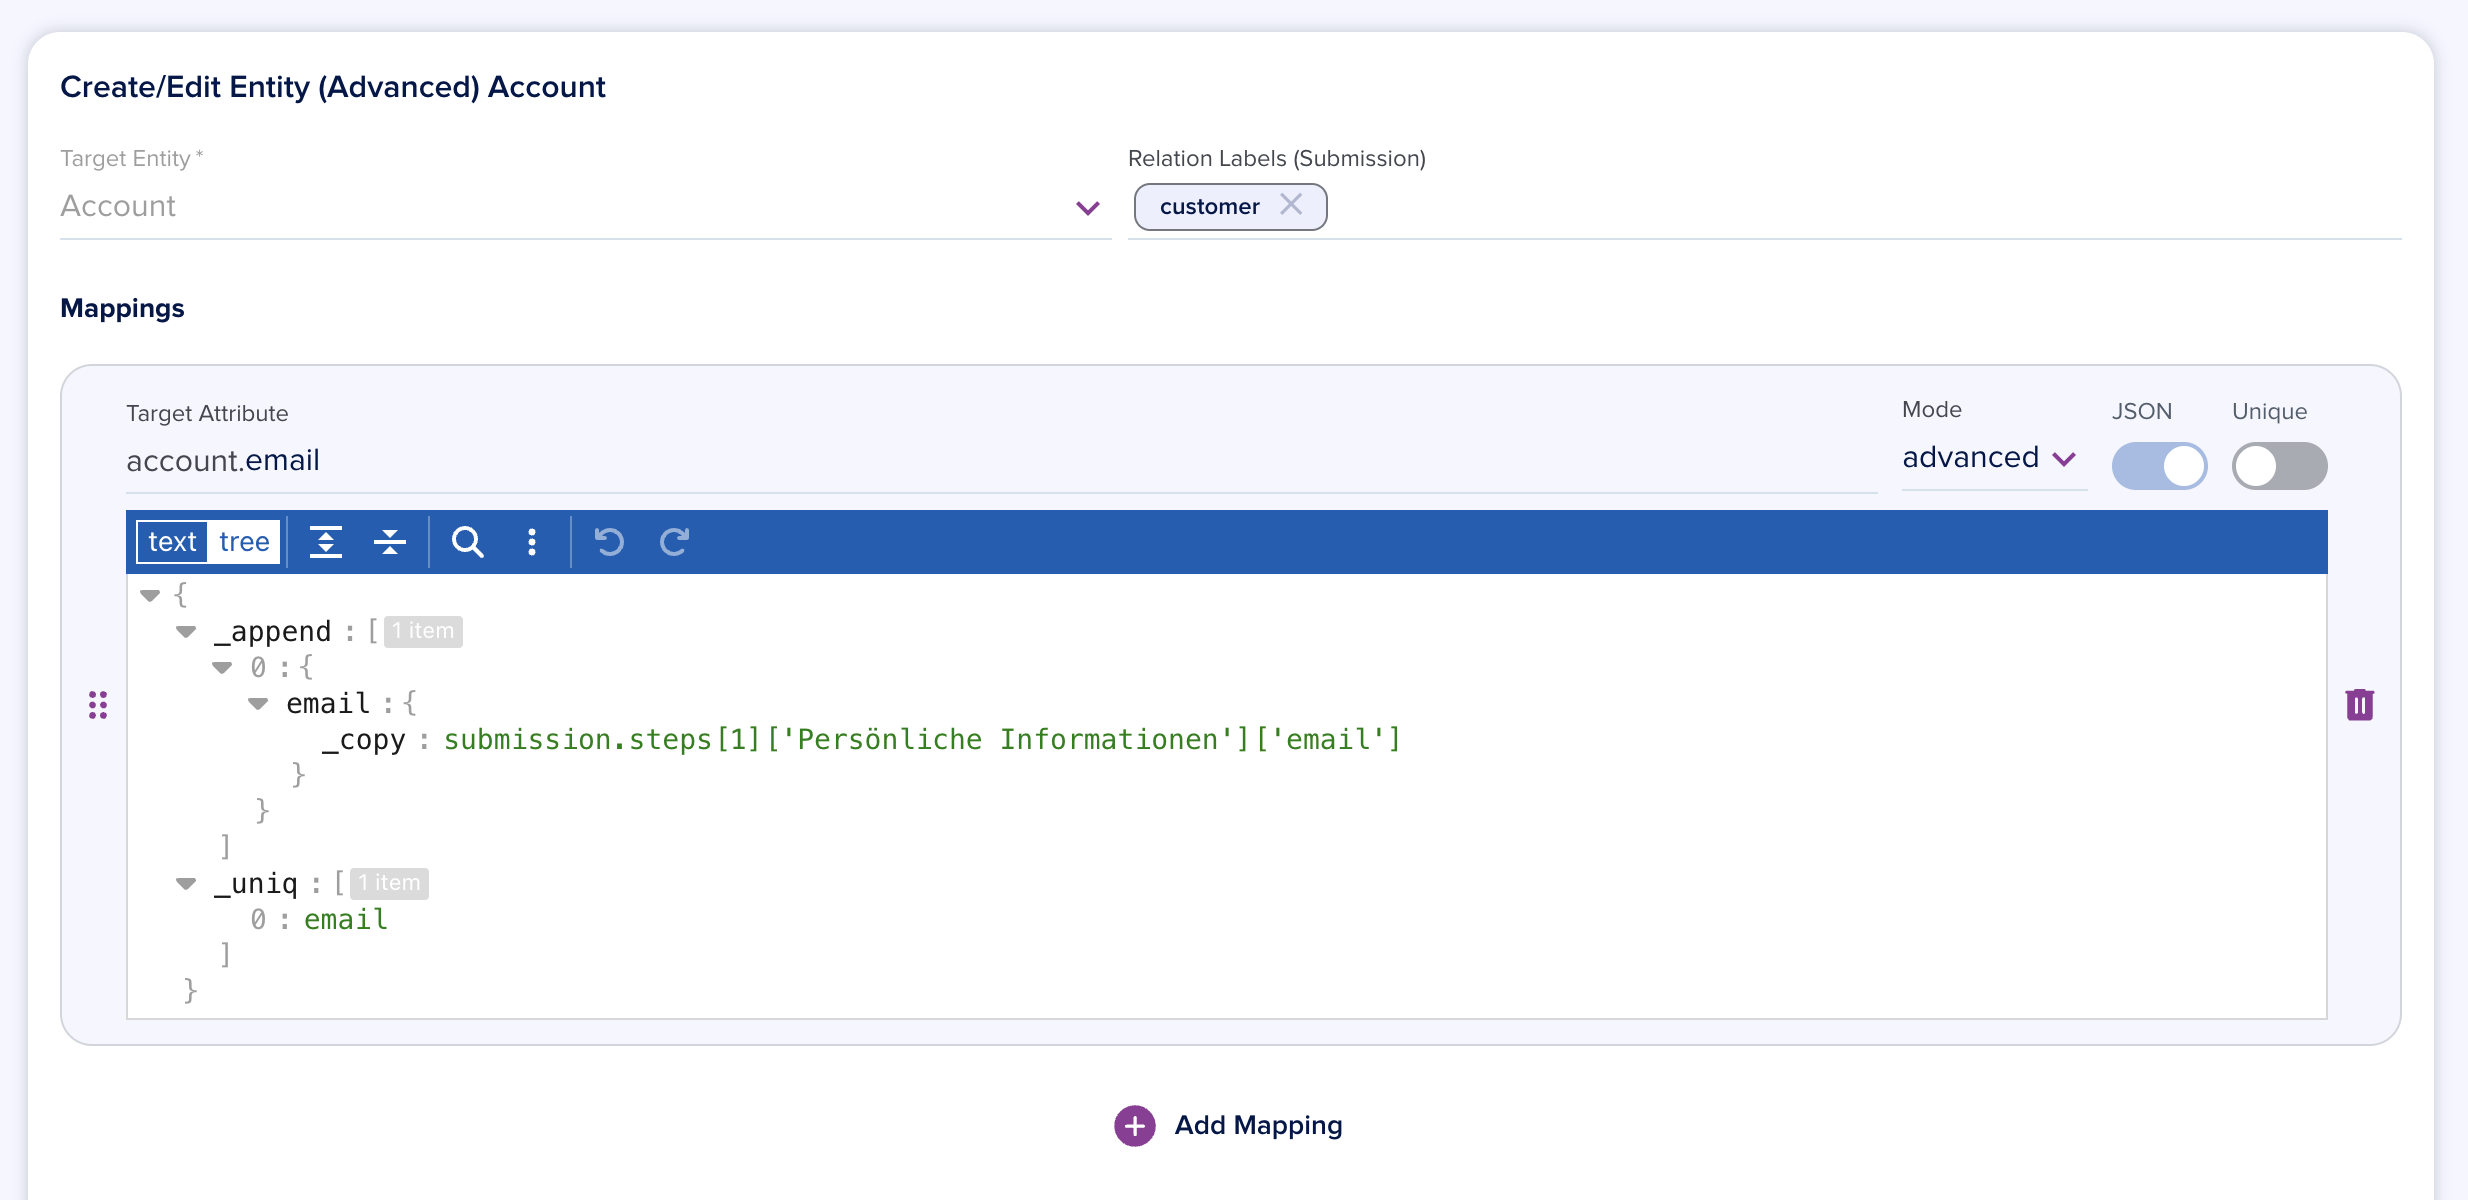 Create/Edit Entity (Advanced) Account
Target Entity *
Relation Labels (Submission)
Account
customer
Mappings
Target Attribute
Mode
JSON
Unique
account.email
advanced
text tree
{
_append : [ 1 item
0 : {
email : {
_copy : submission.steps[1]['Persönliche Informationen']['email']
}
}
]
_uniq : [ 1 item
0 : email
]
}
Add Mapping